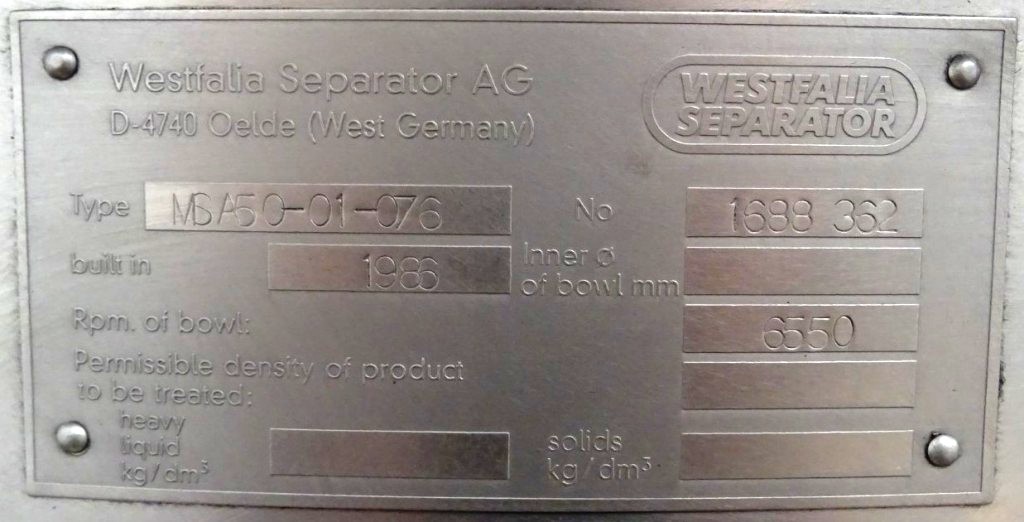 Westfalia Separator AG
D-4740 Oelde (West Germany)
WESTFALIA
SEPARATOR
Type MSA50-01-076 No 1688 362
built in 1986 Inner ø
of bowl mm
Rpm. of bowl: 6550
Permissible density of product
to be treated:
heavy
liquid
kg/dm³
solids
kg/dm³